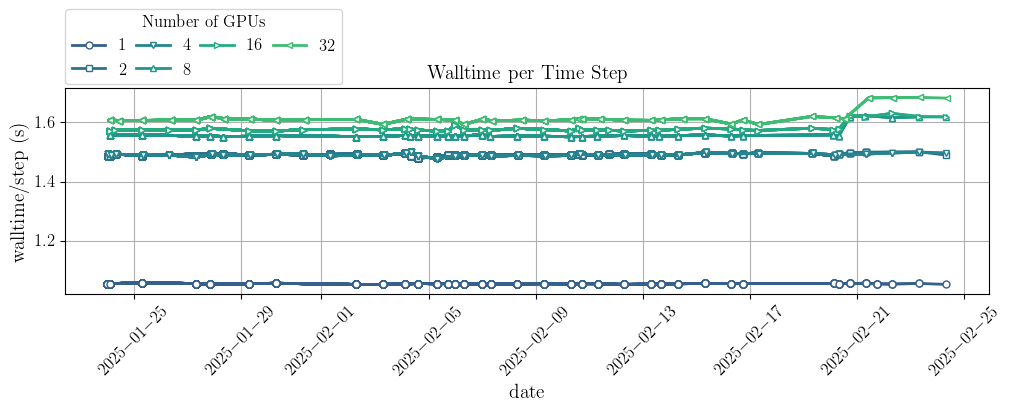 Number of GPUs
1 4 16 32
2 8
Walltime per Time Step
walltime/step (s)
1.6
1.4
1.2
2025−01−25
2025−01−29
2025−02−01
2025−02−05
2025−02−09
2025−02−13
2025−02−17
2025−02−21
2025−02−25
date